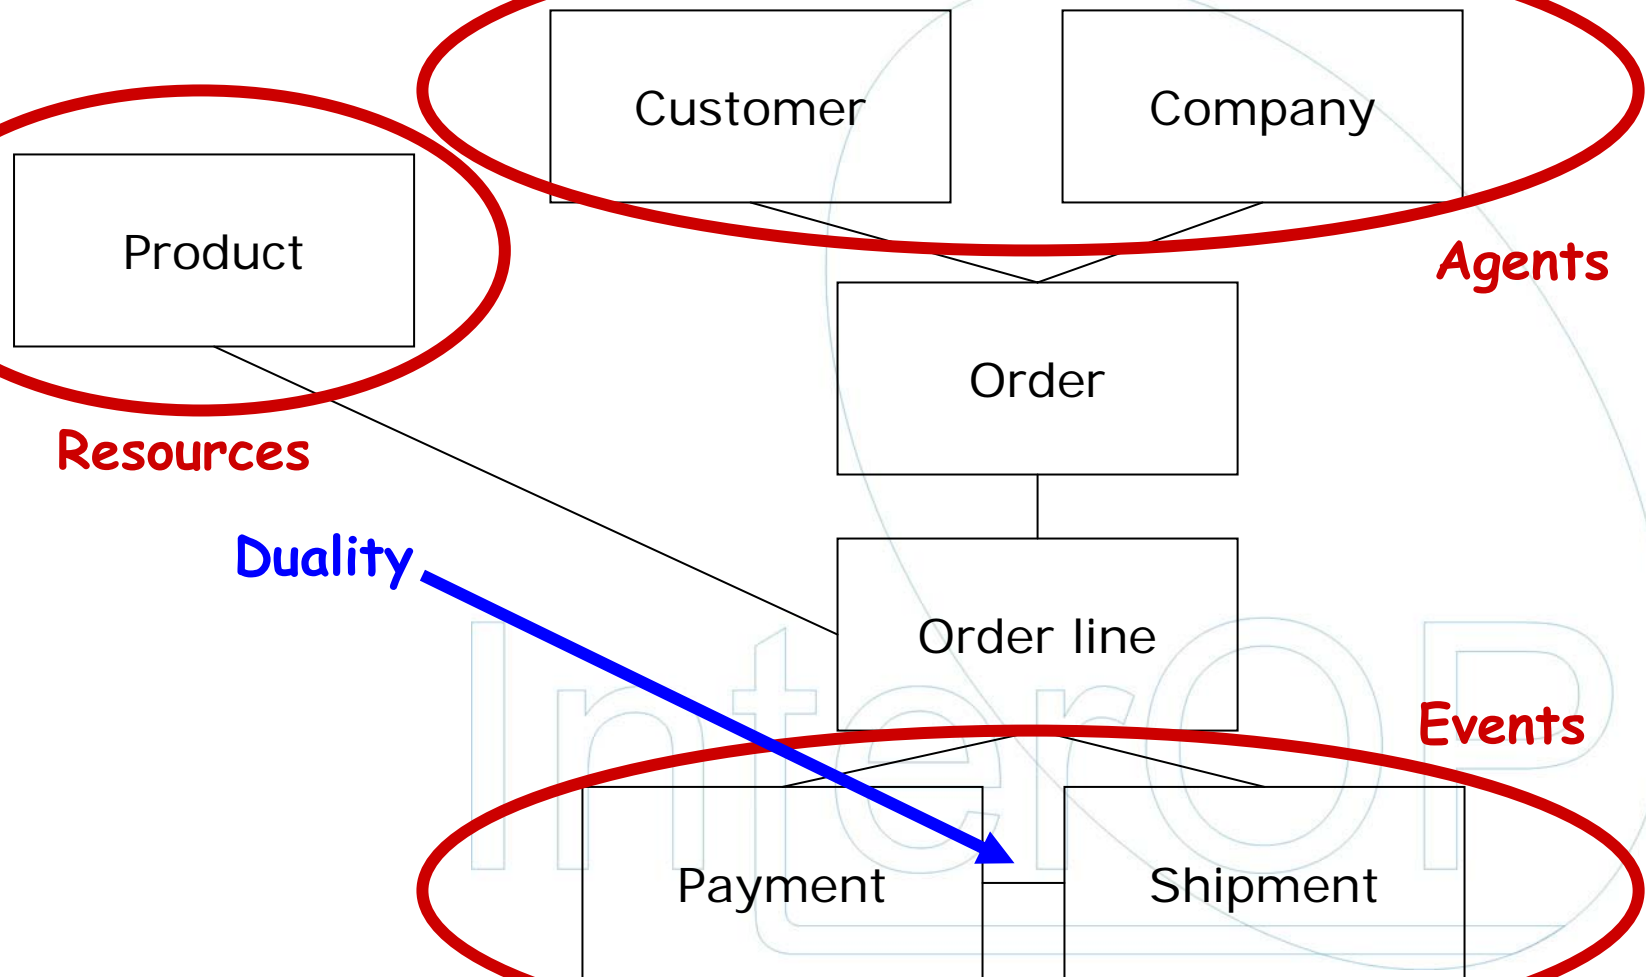 Customer
Company
Product
Agents
Order
Resources
Duality
Order line
Events
Payment
Shipment
InterOP